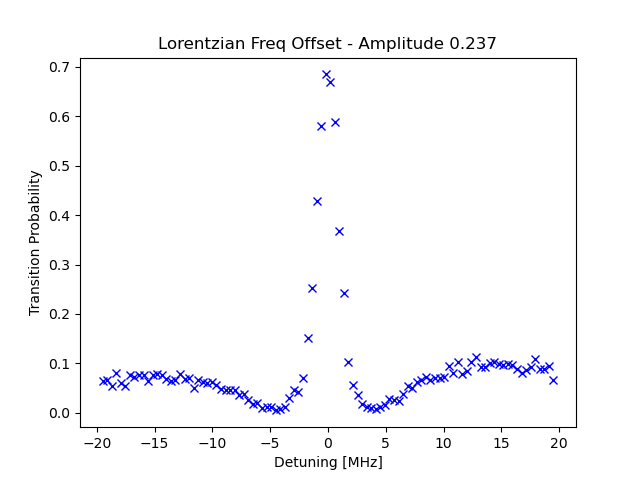 Lorentzian Freq Offset - Amplitude 0.237
0.7
0.6
0.5
0.4
0.3
0.2
0.1
0.0
Transition Probability
−20 −15 −10 −5 0 5 10 15 20
Detuning [MHz]